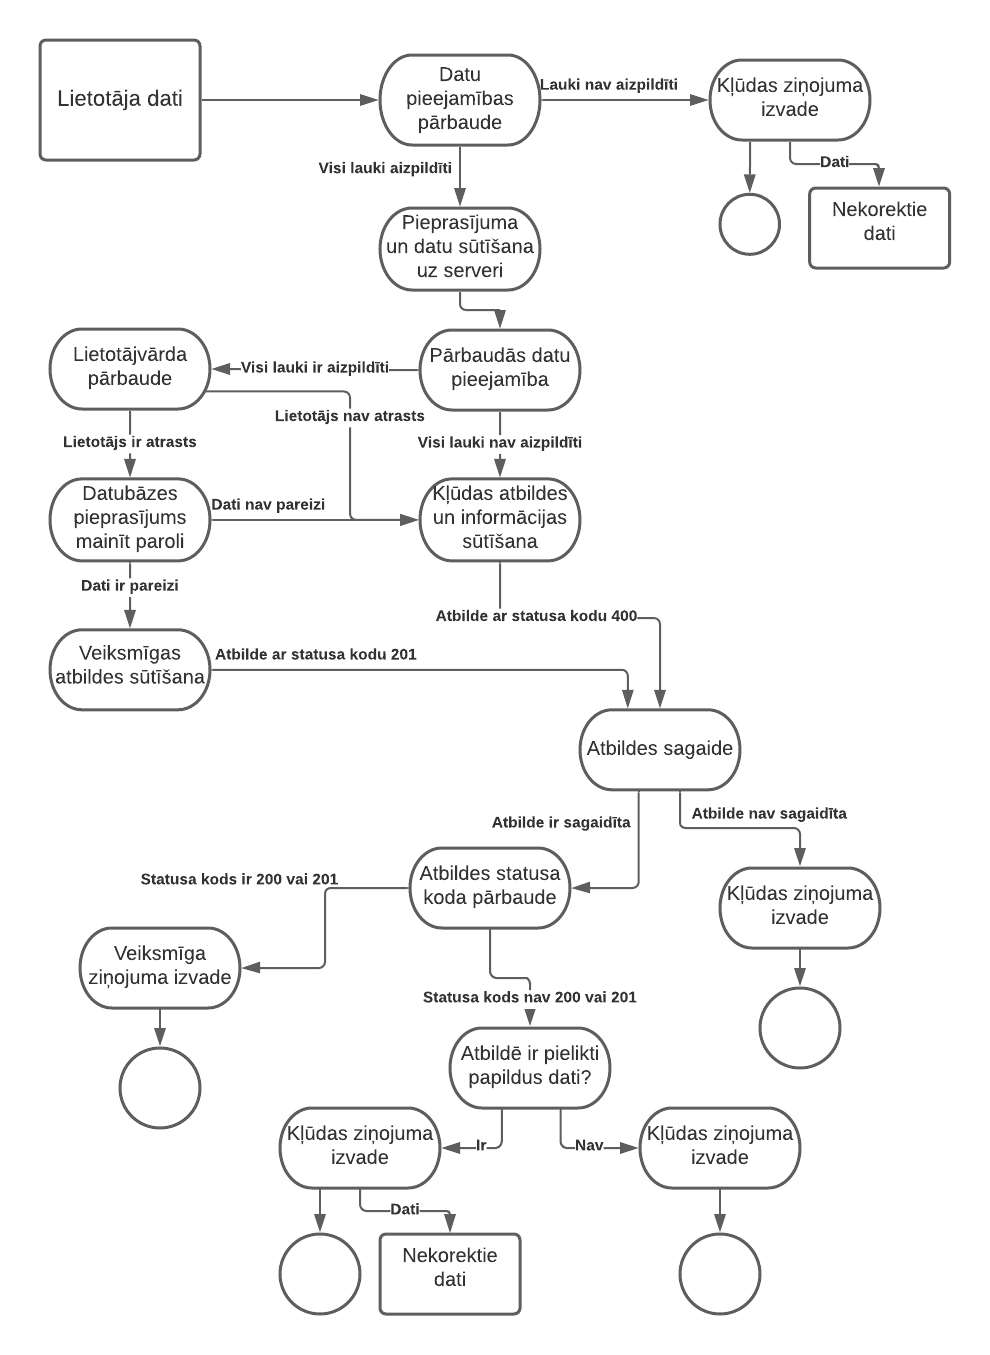 Lietotāja dati
Datu
pieejamības
pārbaude
Lauki nav aizpildīti
Kļūdas ziņojuma
izvade
Visi lauki aizpildīti
Dati
Nekorektie
dati
Pieprasījuma
un datu sūtīšana
uz serveri
Lietotājvārda
pārbaude
Visi lauki ir aizpildīti
Pārbaudās datu
pieejamība
Lietotājs nav atrasts
Lietotājs ir atrasts
Visi lauki nav aizpildīti
Datubāzes
pieprasījums
mainīt paroli
Dati nav pareizi
Kļūdas atbildes
un informācijas
sūtīšana
Dati ir pareizi
Atbilde ar statusa kodu 400
Veiksmīgas
atbildes sūtīšana
Atbilde ar statusa kodu 201
Atbildes sagaide
Atbilde ir sagaidīta
Atbilde nav sagaidīta
Atbildes statusa
koda pārbaude
Statusa kods ir 200 vai 201
Kļūdas ziņojuma
izvade
Veiksmīga
ziņojuma izvade
Statusa kods nav 200 vai 201
Atbildē ir pielikti
papildus dati?
Kļūdas ziņojuma
izvade
Ir
Nav
Kļūdas ziņojuma
izvade
Dati
Nekorektie
dati